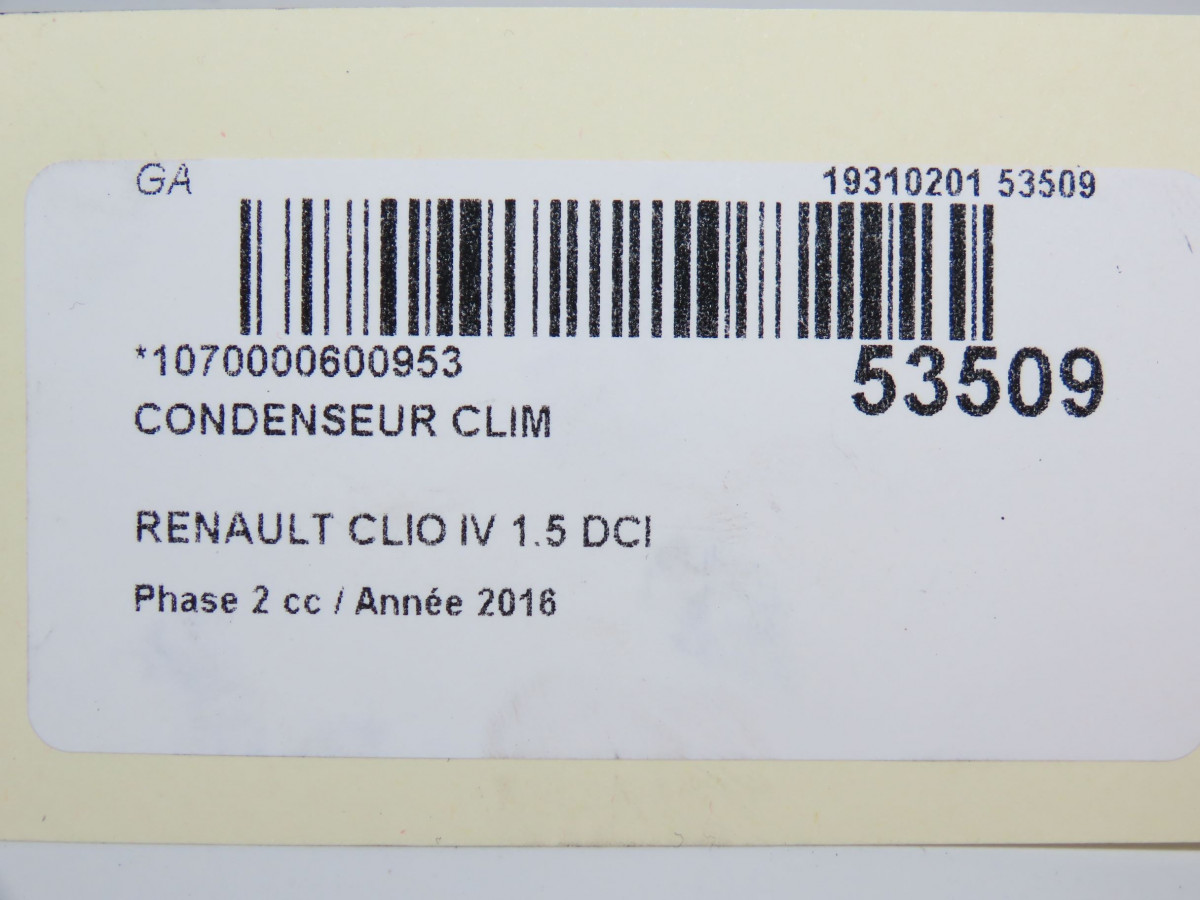 GA 19310201 53509
*1070000600953
53509
CONDENSEUR CLIM
RENAULT CLIO IV 1.5 DCI
Phase 2 cc / Année 2016